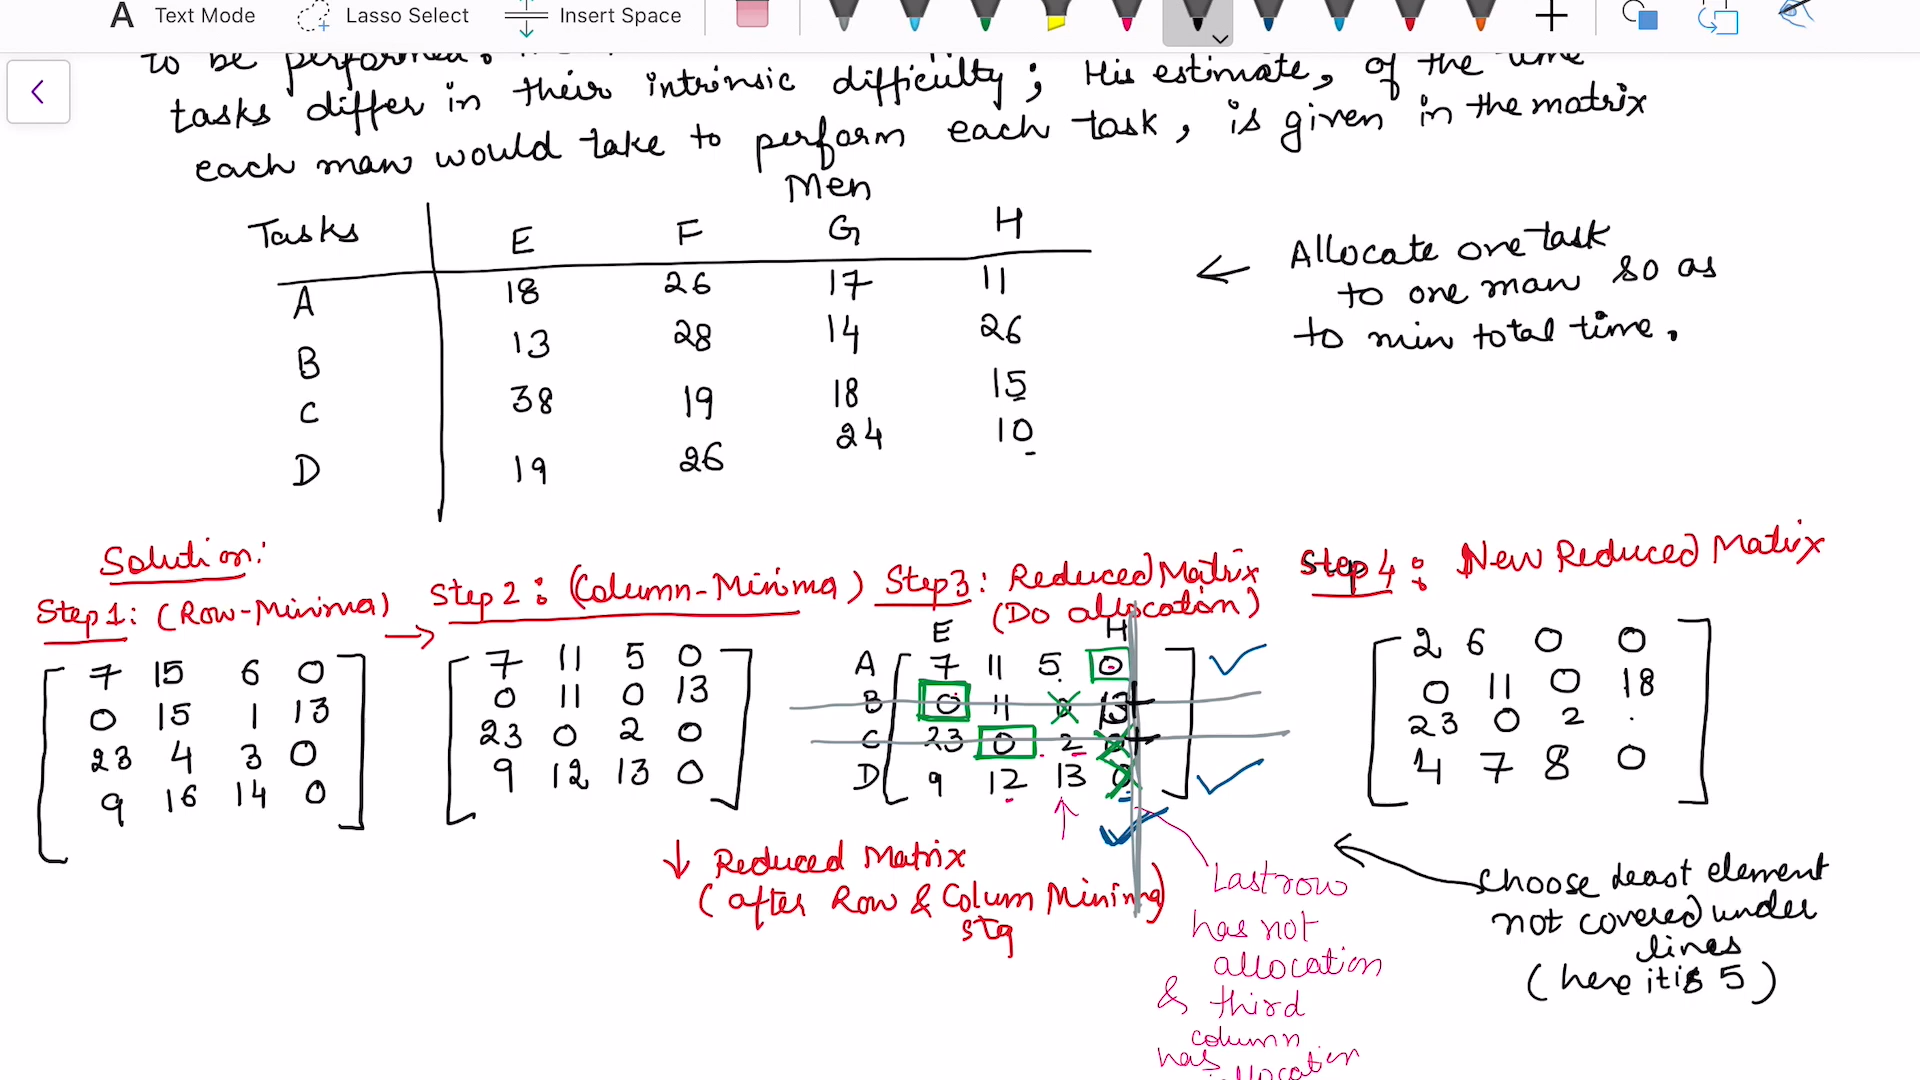 Text Mode Lasso Select Insert Space
to be performed.
tasks differ in their intrinsic difficulty; His estimate, of the time
each man would take to perform each task, is given in the matrix
Men
Tasks E F G H
A 18 26 17 11
B 13 28 14 26
C 38 19 18 15
D 19 26 24 10
← Allocate one task
to one man so as
to min total time.
Solution:
Step 1: (Row-Minima) →
7 15 6 0
0 15 1 13
23 4 3 0
9 16 14 0
Step 2: (Column-Minima)
7 11 5 0
0 11 0 13
23 0 2 0
9 12 13 0
Step 3: Reduced Matrix
(Do allocation)
E H
A 7 11 5 0
B 0 11 0 13
C 23 0 2 0
D 9 12 13 0
↓ Reduced Matrix
(after Row & Colum Minima)
Last row
has not
allocation
& third
column
has
Step 4: New Reduced Matrix
2 6 0 0
0 11 0 18
23 0 2 .
4 7 8 0
Choose least element
not covered under
lines
(here it is 5)